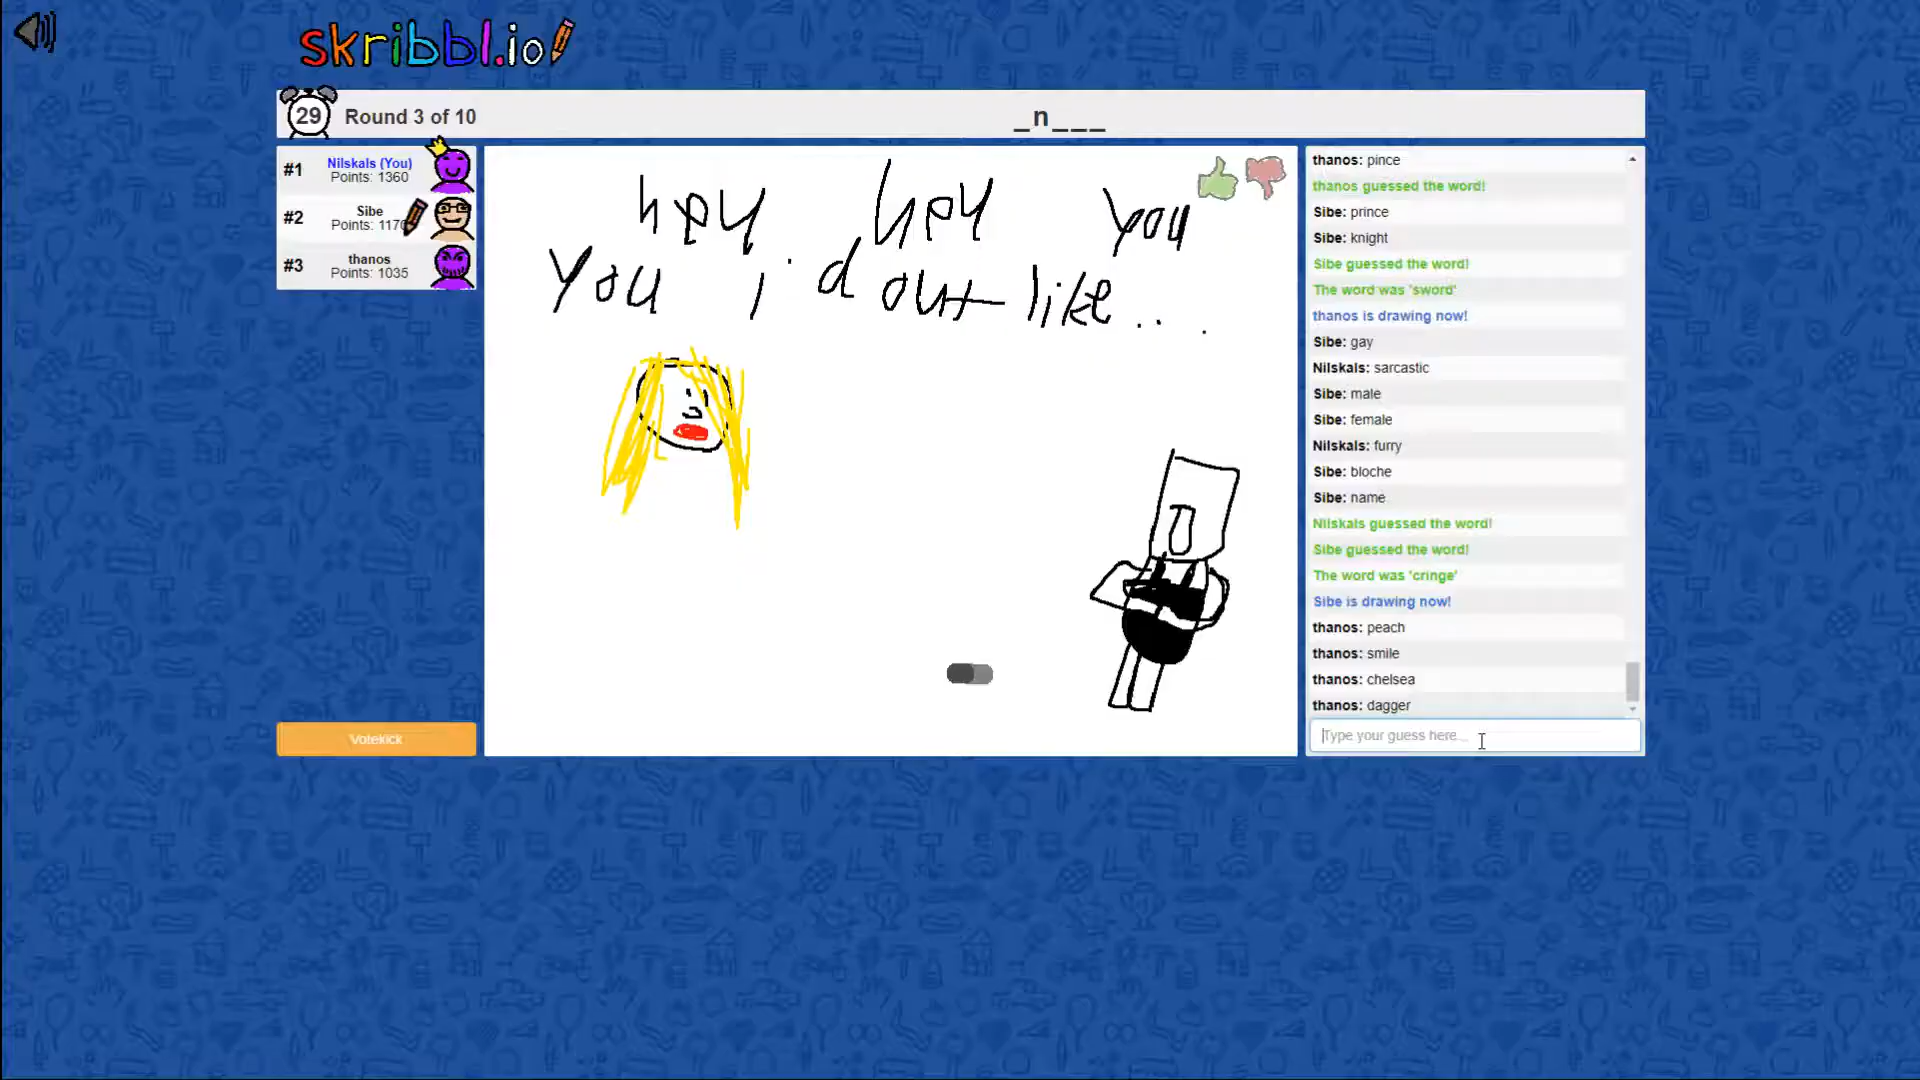 skribbl.io
29
Round 3 of 10
_n___
#1
Nilskals (You)
Points: 1360
#2
Sibe
Points: 1170
#3
thanos
Points: 1035
Votekick
hey hey you
you i d out like...
thanos: pince
thanos guessed the word!
Sibe: prince
Sibe: knight
Sibe guessed the word!
The word was 'sword'
thanos is drawing now!
Sibe: gay
Nilskals: sarcastic
Sibe: male
Sibe: female
Nilskals: furry
Sibe: bloche
Sibe: name
Nilskals guessed the word!
Sibe guessed the word!
The word was 'cringe'
Sibe is drawing now!
thanos: peach
thanos: smile
thanos: chelsea
thanos: dagger
Type your guess here...